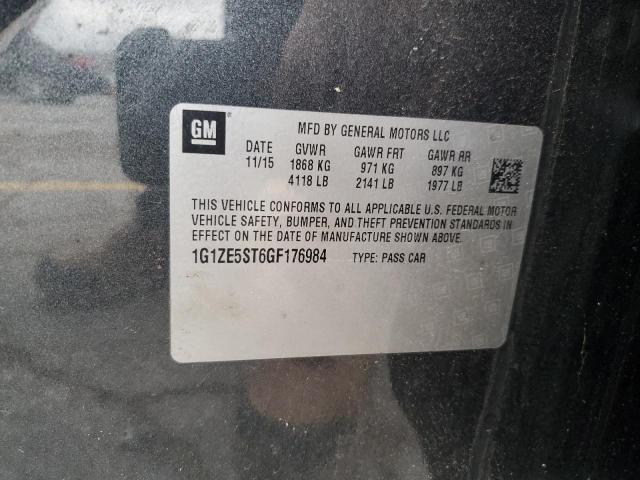 GM®
MFD BY GENERAL MOTORS LLC
DATE GVWR GAWR FRT GAWR RR
11/15 1868 KG 971 KG 897 KG
4118 LB 2141 LB 1977 LB
THIS VEHICLE CONFORMS TO ALL APPLICABLE U.S. FEDERAL MOTOR
VEHICLE SAFETY, BUMPER, AND THEFT PREVENTION STANDARDS IN
EFFECT ON THE DATE OF MANUFACTURE SHOWN ABOVE.
1G1ZE5ST6GF176984 TYPE: PASS CAR